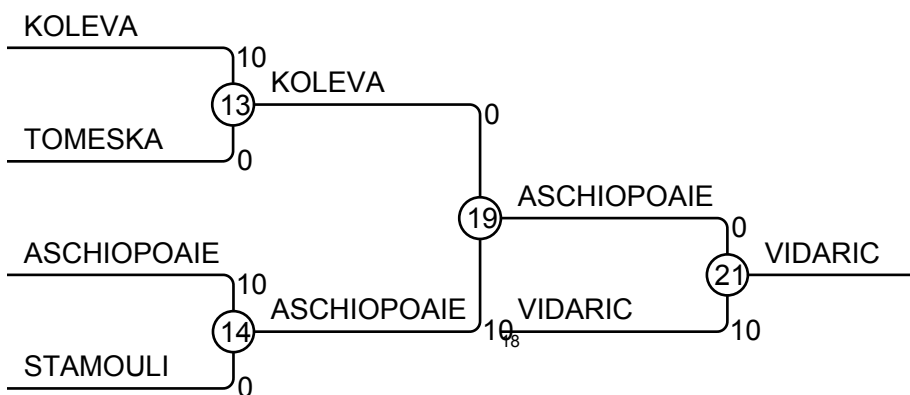 KOLEVA
10
13
KOLEVA
TOMESKA
0
0
19
ASCHIOPOAIE
0
21
VIDARIC
ASCHIOPOAIE
10
14
ASCHIOPOAIE
10
18
VIDARIC
10
STAMOULI
0